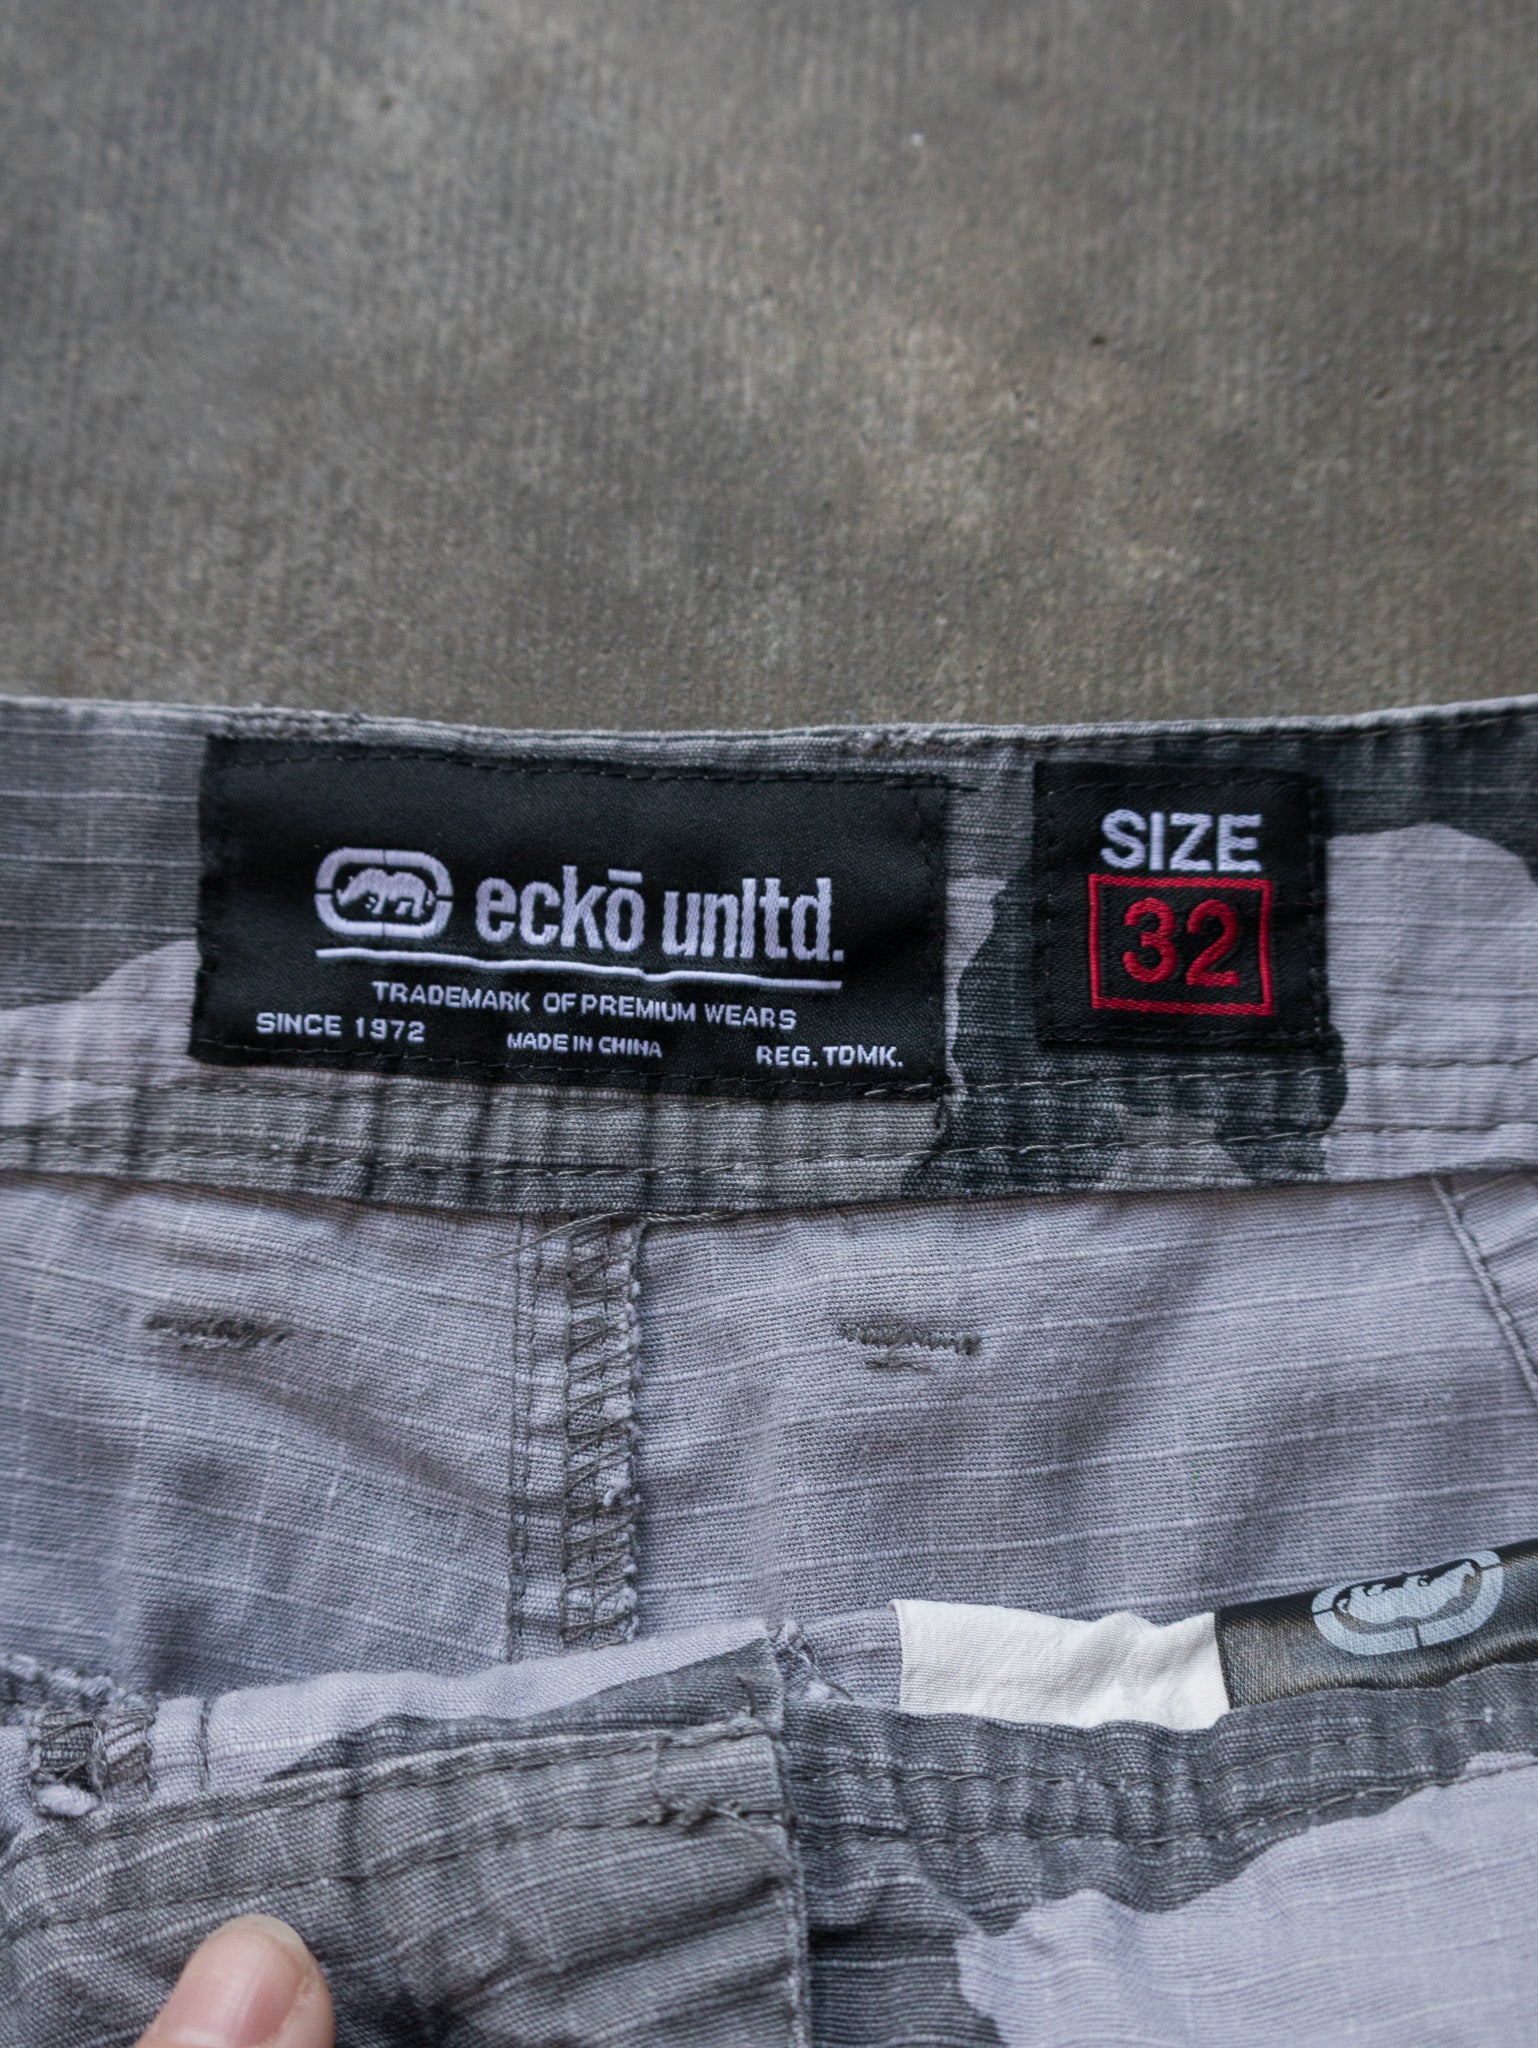 eckō unltd.
TRADEMARK OF PREMIUM WEARS
SINCE 1972 MADE IN CHINA REG. TDMK.
SIZE
32